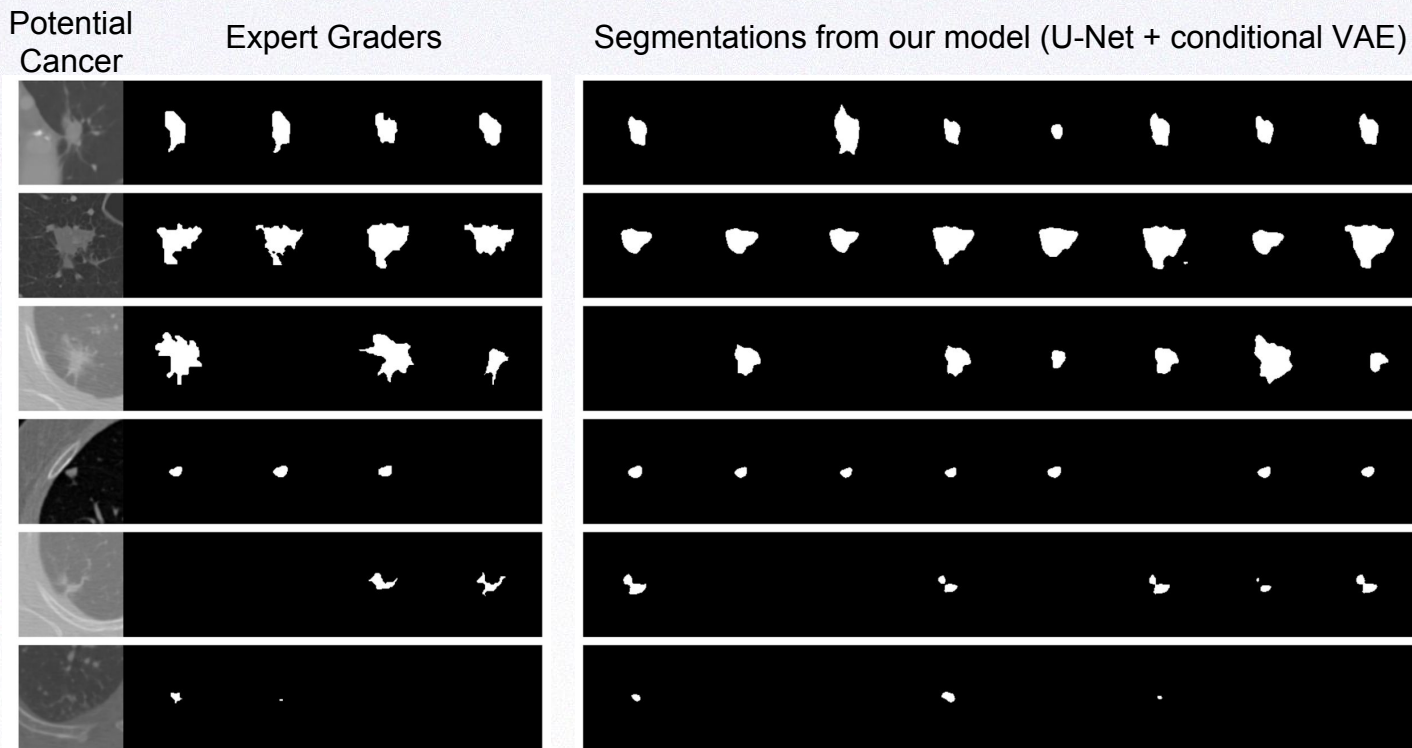 Potential
Cancer
Expert Graders
Segmentations from our model (U-Net + conditional VAE)